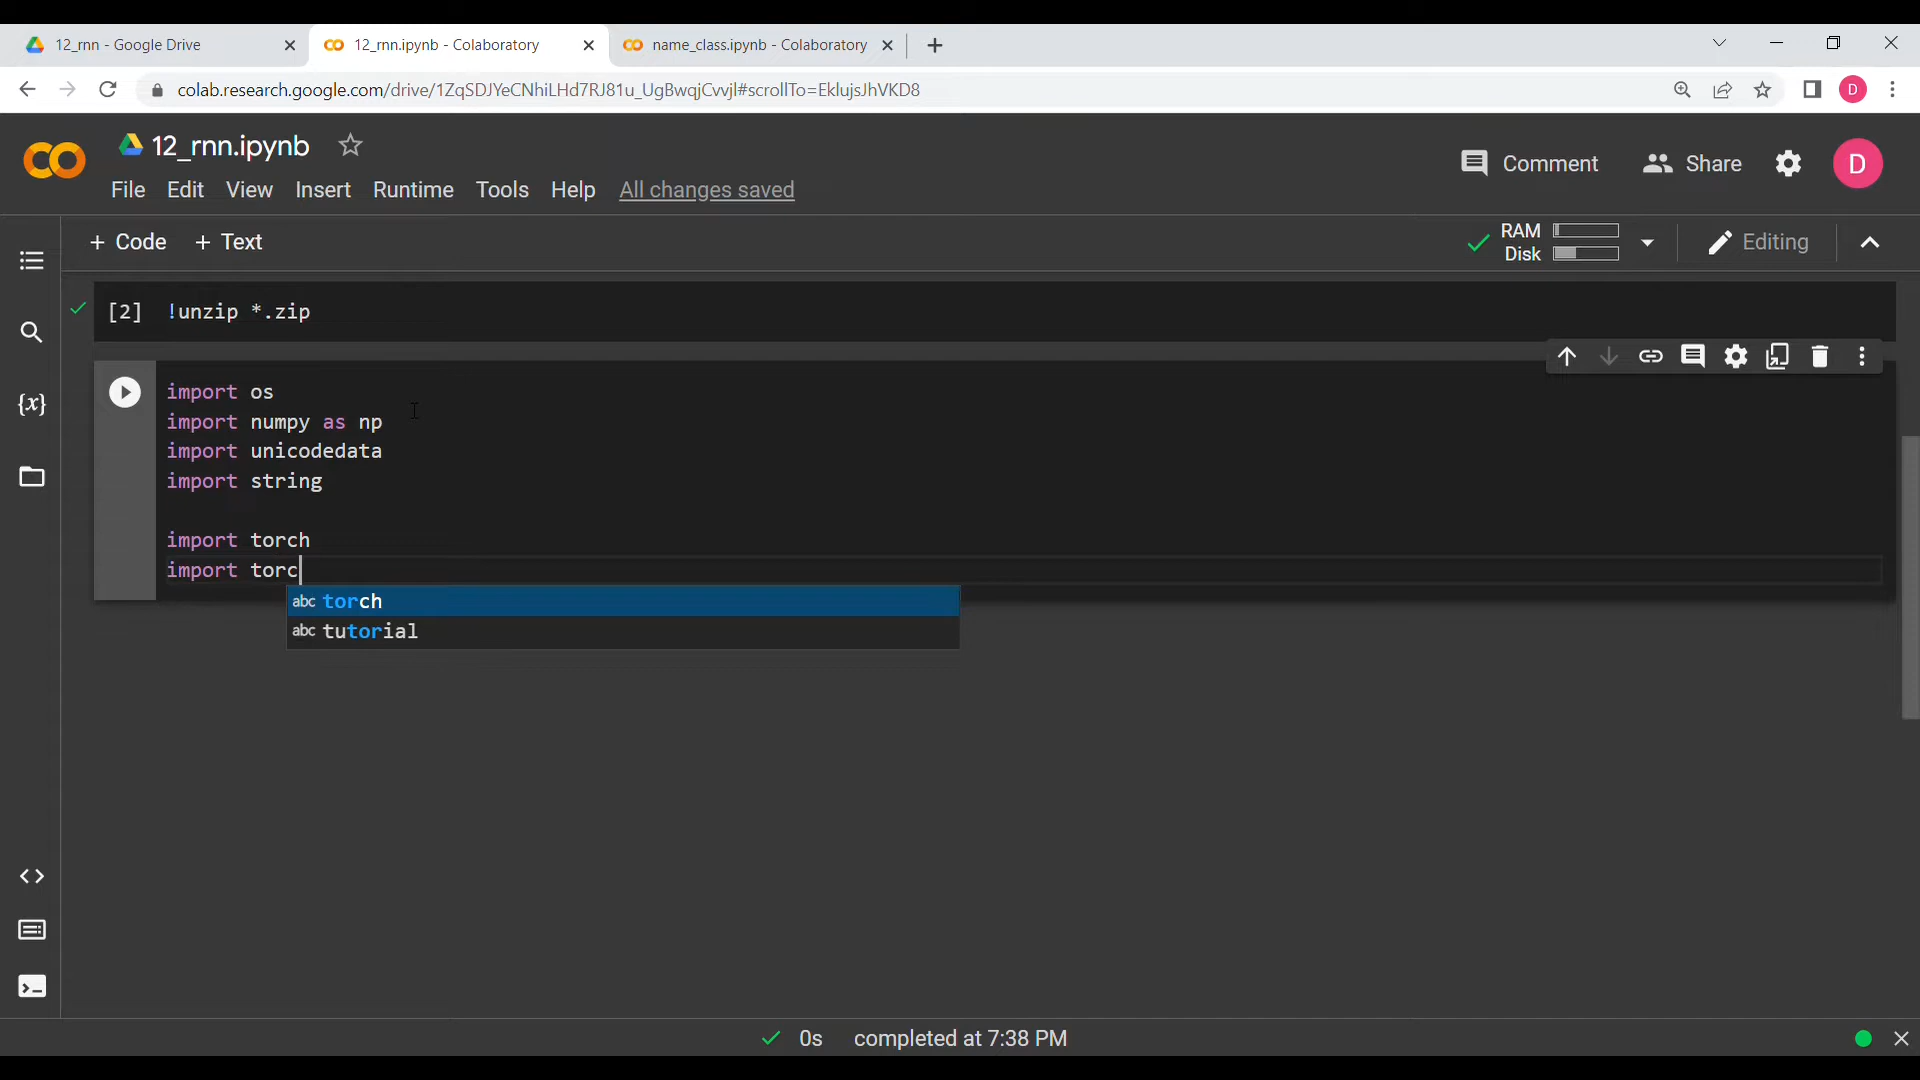 12_rnn - Google Drive
12_rnn.ipynb - Colaboratory
name_class.ipynb - Colaboratory
colab.research.google.com/drive/1ZqSDJYeCNhiLHd7RJ81u_UgBwqjCvvjl#scrollTo=EklujsJhVKD8
D
12_rnn.ipynb
Comment
Share
D
File Edit View Insert Runtime Tools Help All changes saved
+ Code + Text
RAM
Disk
Editing
[2] !unzip *.zip
import os
import numpy as np
import unicodedata
import string
import torch
import torc
abc torch
abc tutorial
{x}
0s completed at 7:38 PM